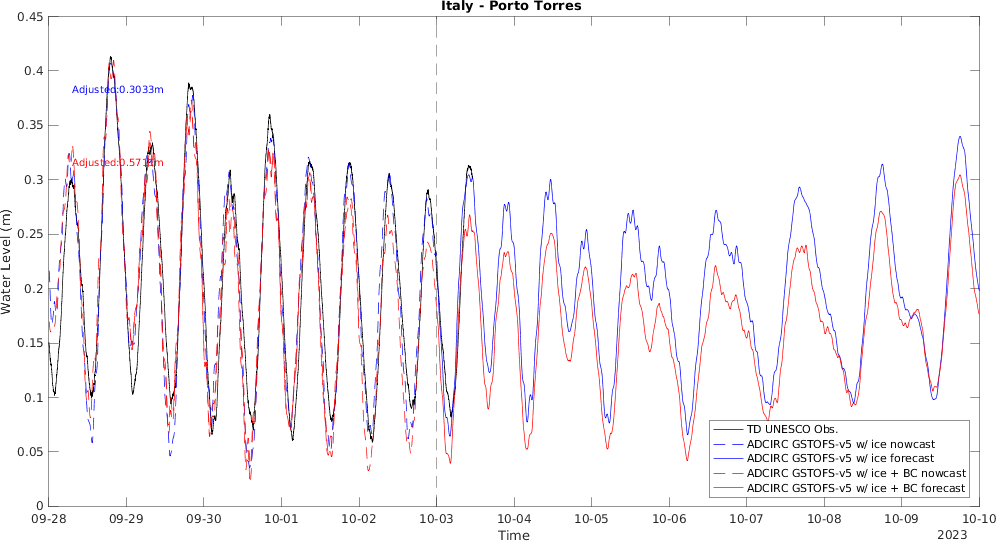 Italy - Porto Torres
0.45
0.4
0.35
0.3
0.25
0.2
0.15
0.1
0.05
0
Water Level (m)
Adjusted:0.3033m
09-28
09-29
09-30
10-01
10-02
10-03
10-04
10-05
10-06
10-07
10-08
10-09
10-10
Time
2023
TD UNESCO Obs.
ADCIRC GSTOFS-v5 w/ ice nowcast
ADCIRC GSTOFS-v5 w/ ice forecast
ADCIRC GSTOFS-v5 w/ ice + BC nowcast
ADCIRC GSTOFS-v5 w/ ice + BC forecast